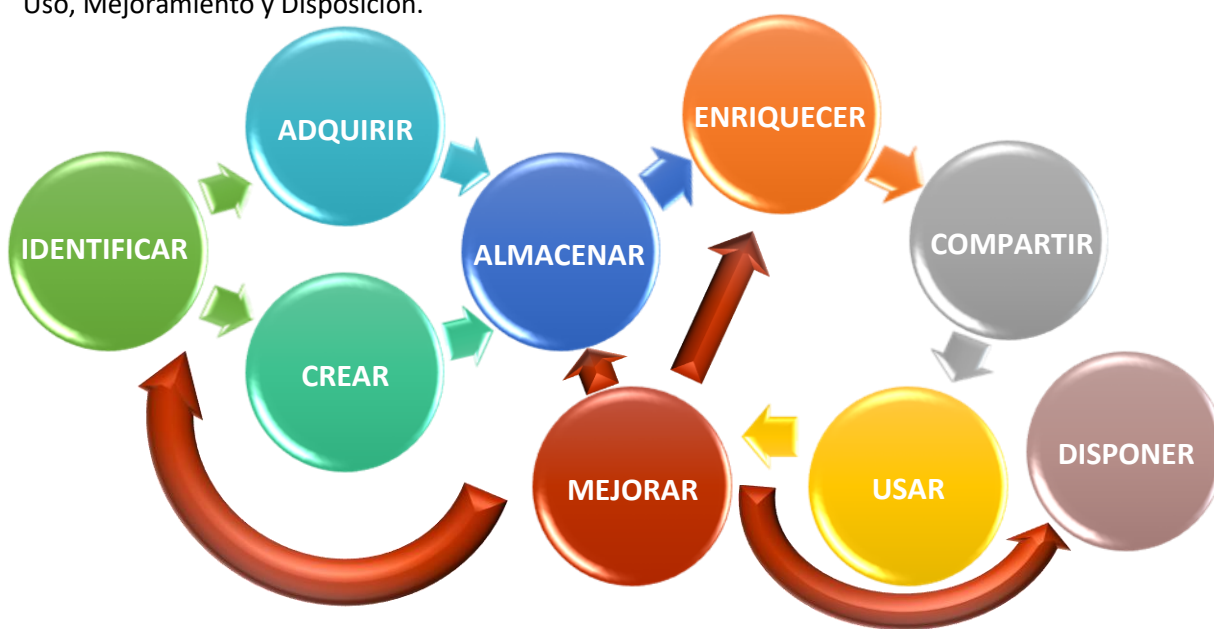 Uso, Mejoramiento y Disposición.
ENRIQUECER
ADQUIRIR
IDENTIFICAR
ALMACENAR
COMPARTIR
CREAR
DISPONER
MEJORAR
USAR